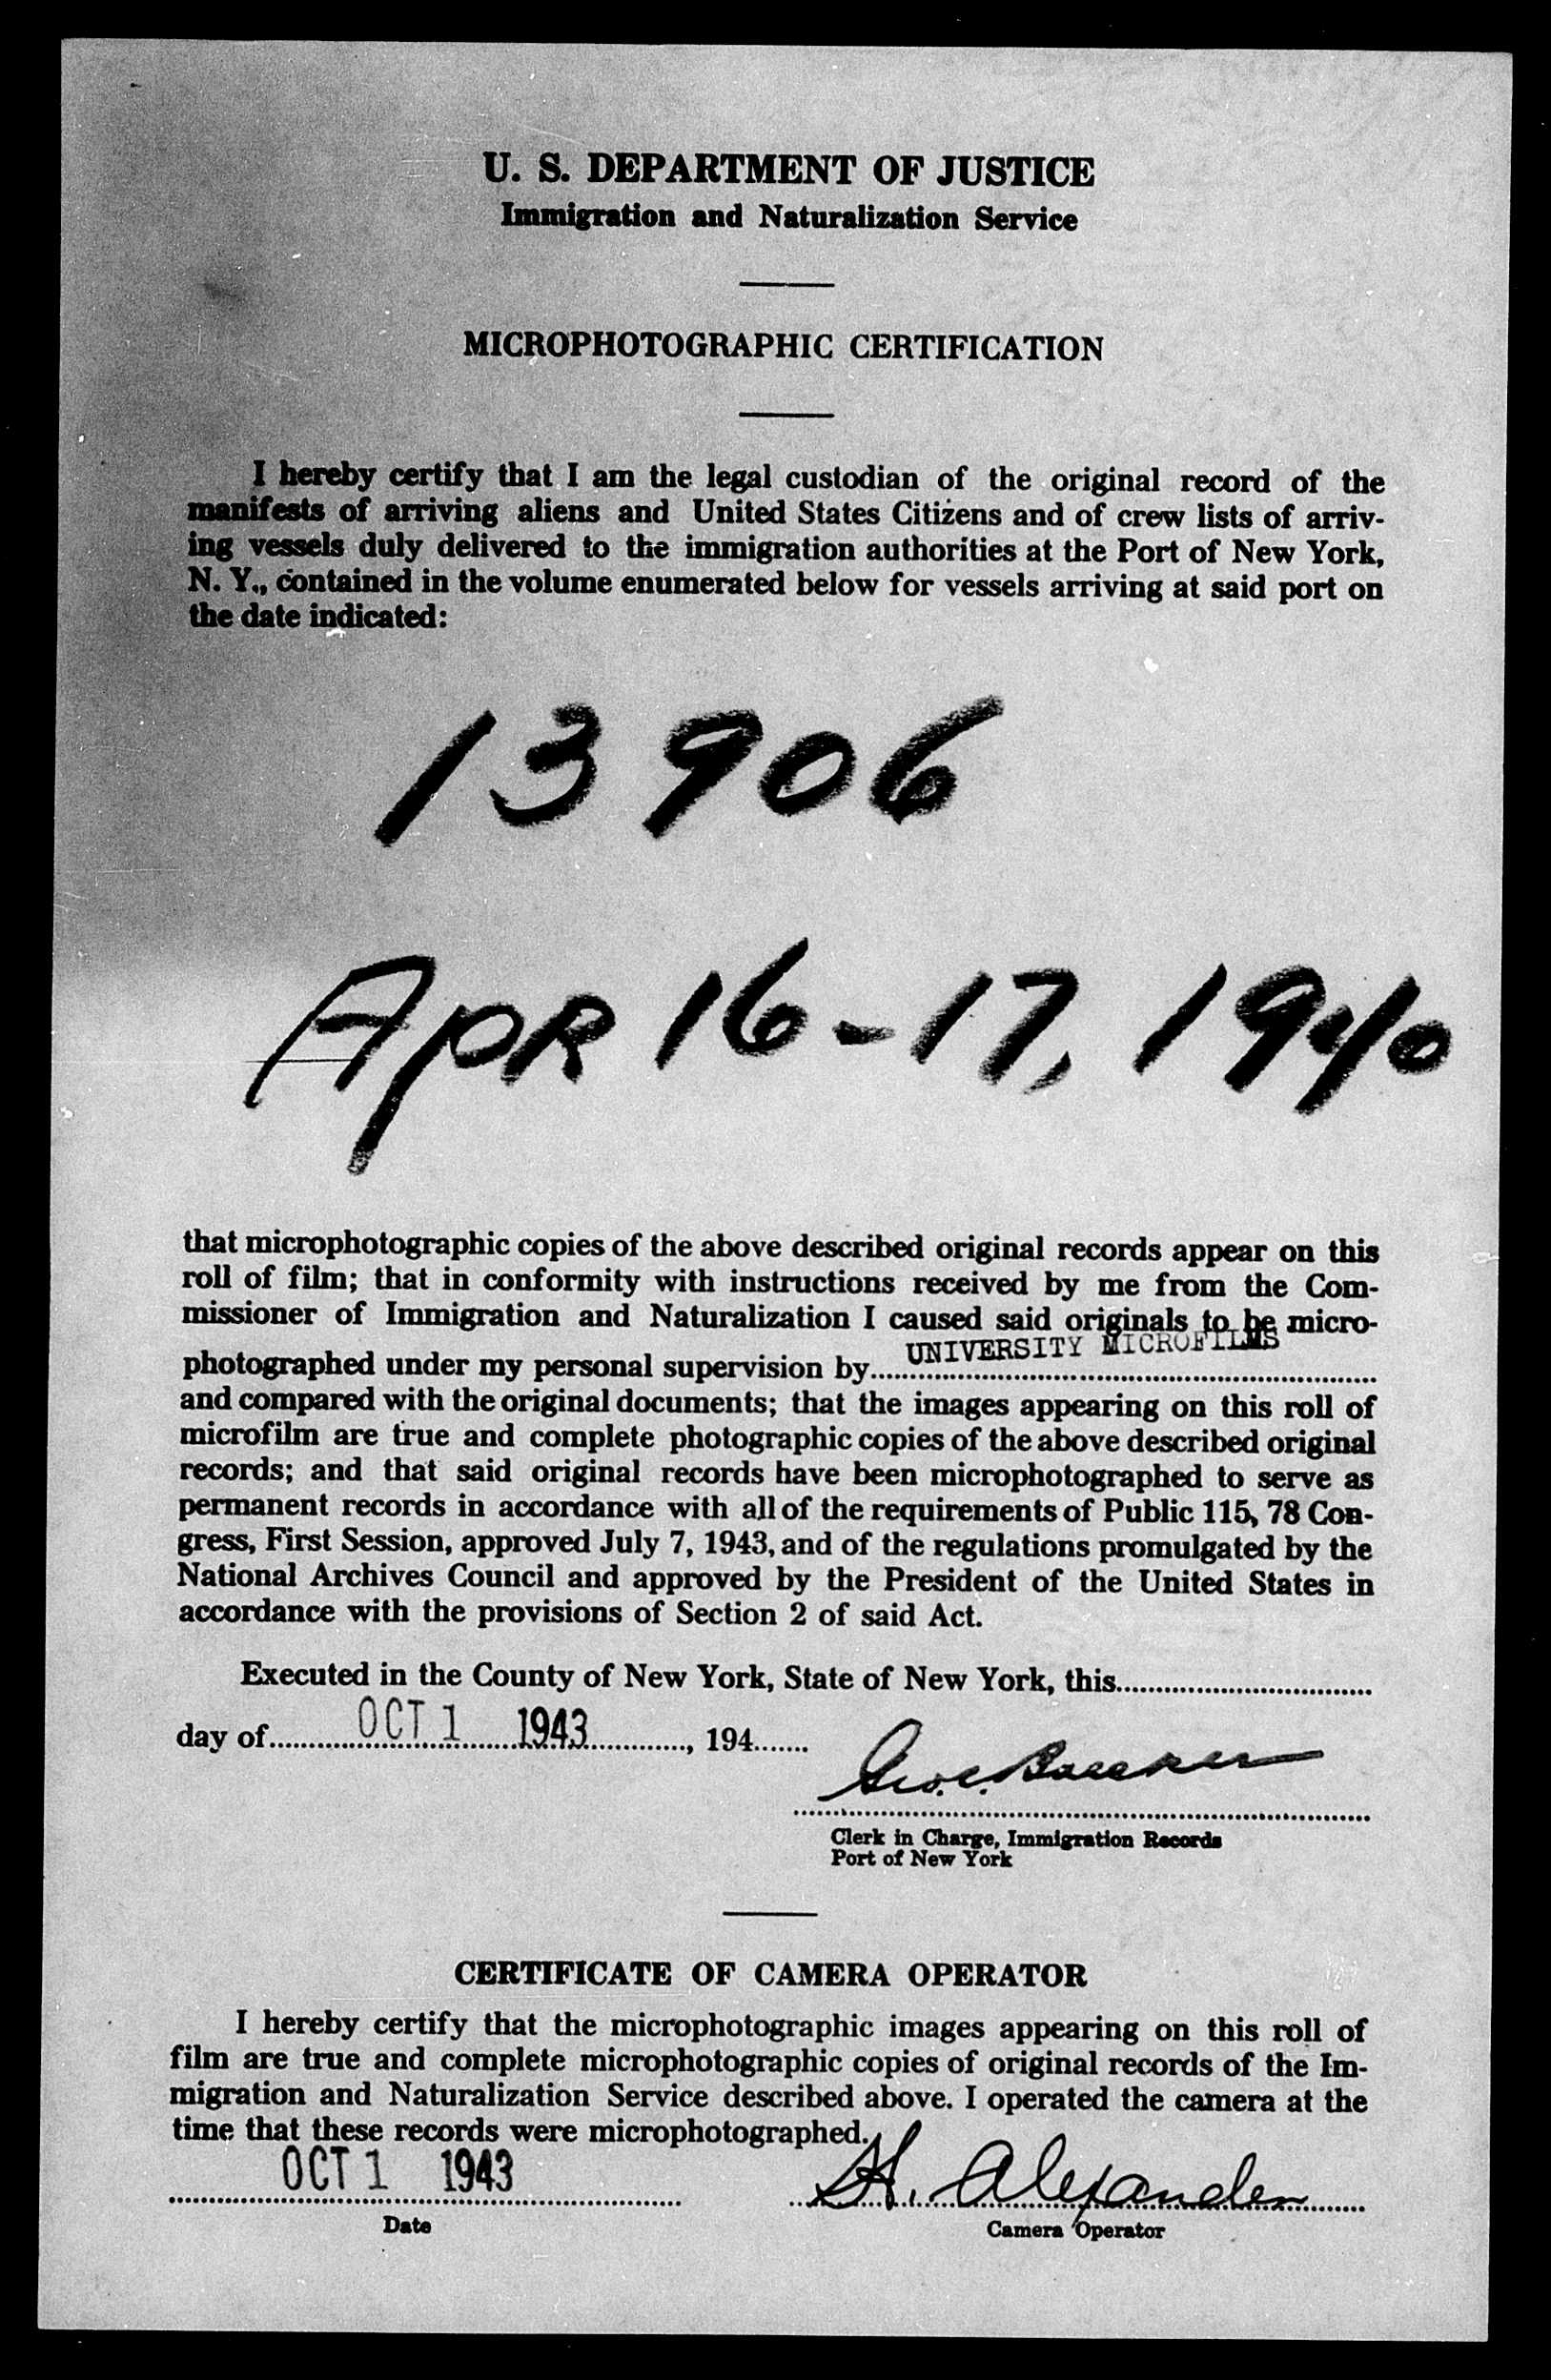 U. S. DEPARTMENT OF JUSTICE
Immigration and Naturalization Service
MICROPHOTOGRAPHIC CERTIFICATION
I hereby certify that I am the legal custodian of the original record of the
manifests of arriving aliens and United States Citizens and of crew lists of arriv-
ing vessels duly delivered to the immigration authorities at the Port of New York,
N. Y., contained in the volume enumerated below for vessels arriving at said port on
the date indicated:
13906
APR 16-17, 1940
that microphotographic copies of the above described original records appear on this
roll of film; that in conformity with instructions received by me from the Com-
missioner of Immigration and Naturalization I caused said originals to be micro-
photographed under my personal supervision by UNIVERSITY MICROFILMS
and compared with the original documents; that the images appearing on this roll of
microfilm are true and complete photographic copies of the above described original
records; and that said original records have been microphotographed to serve as
permanent records in accordance with all of the requirements of Public 115, 78 Con-
gress, First Session, approved July 7, 1943, and of the regulations promulgated by the
National Archives Council and approved by the President of the United States in
accordance with the provisions of Section 2 of said Act.
Executed in the County of New York, State of New York, this
day of OCT 1 1943, 194
Clerk in Charge, Immigration Records
Port of New York
CERTIFICATE OF CAMERA OPERATOR
I hereby certify that the microphotographic images appearing on this roll of
film are true and complete microphotographic copies of original records of the Im-
migration and Naturalization Service described above. I operated the camera at the
time that these records were microphotographed.
OCT 1 1943 H. Alexander
Date Camera Operator